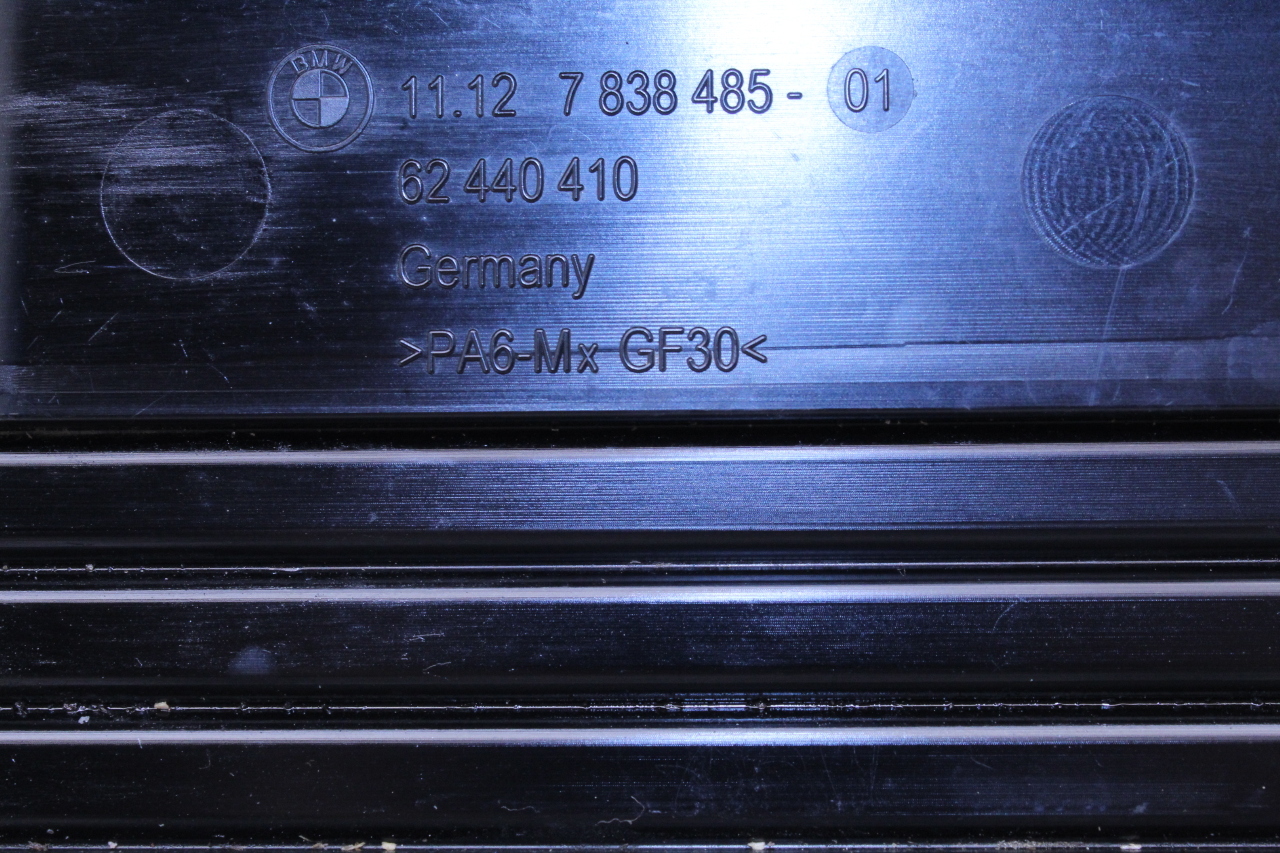 BMW 11.12 7 838 485- 01
62 440 410
Germany
>PA6-Mx GF30<